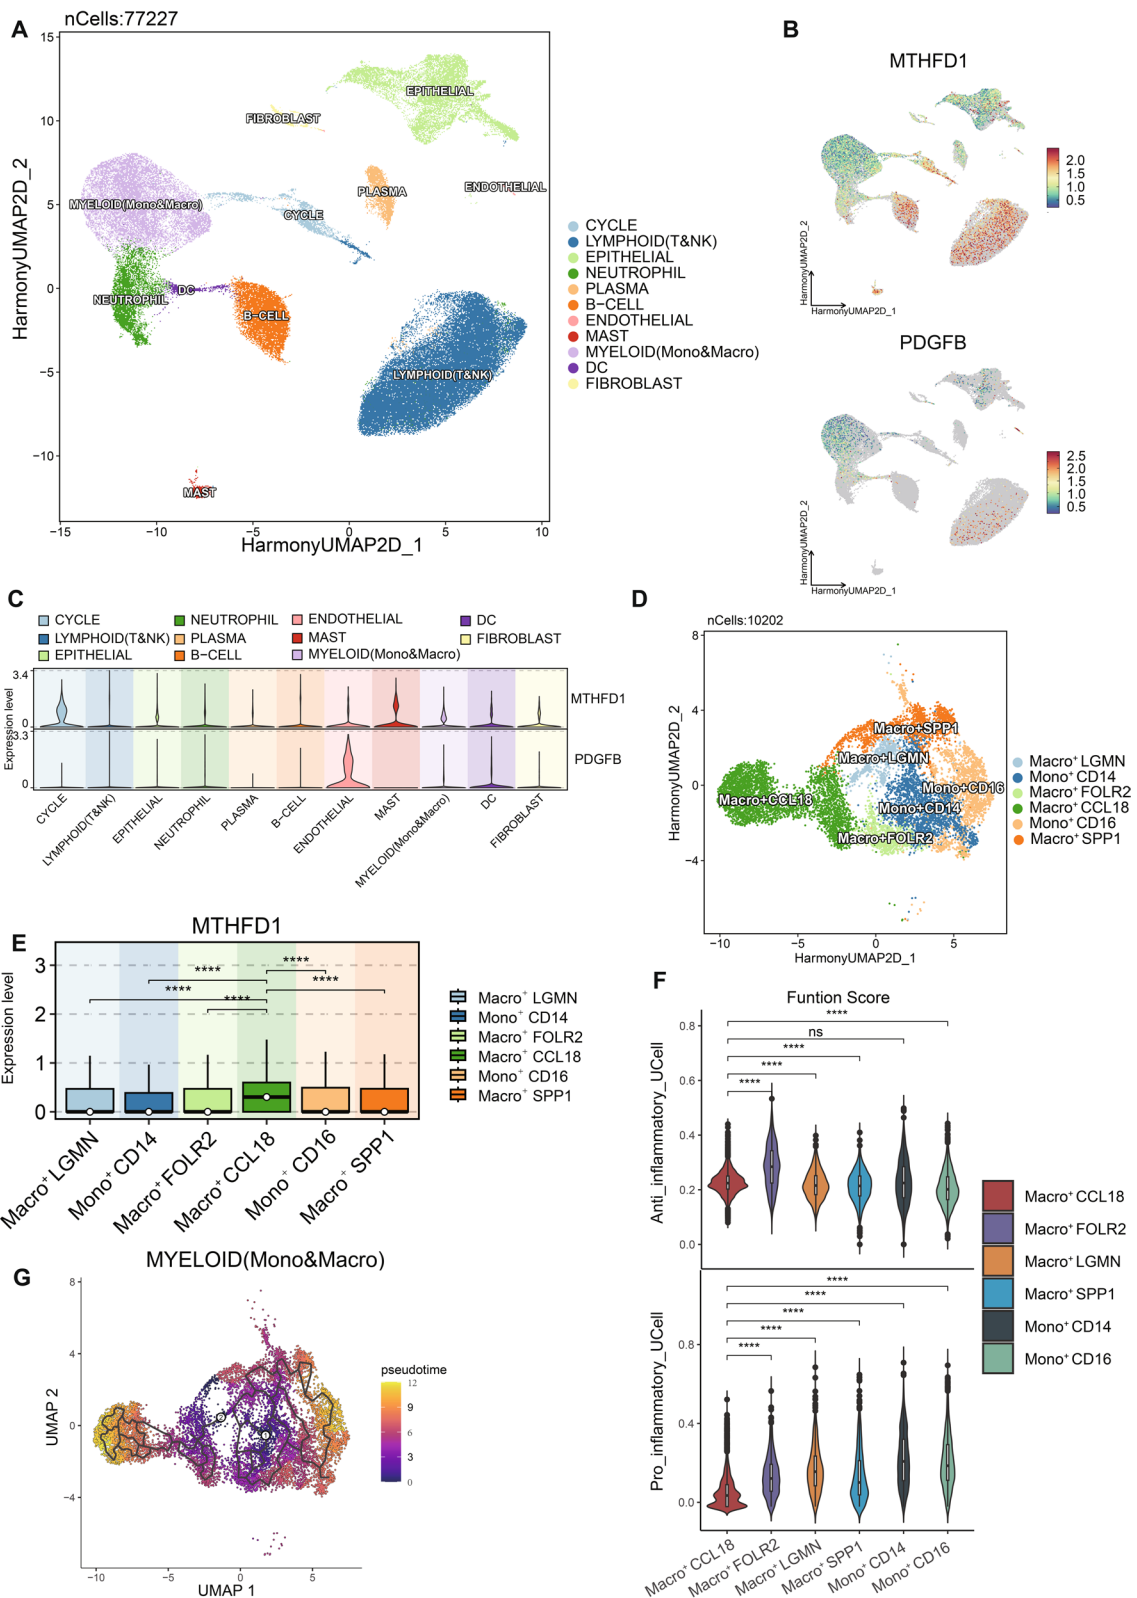 A
nCells:77227
15
10
5
0
−5
−10
−15
−10
−5
0
5
10
HarmonyUMAP2D_2
HarmonyUMAP2D_1
EPITHELIAL
FIBROBLAST
PLASMA
ENDOTHELIAL
MYELOID(Mono&Macro)
CYCLE
NEUTROPHIL
DC
B−CELL
LYMPHOID(T&NK)
MAST
CYCLE
LYMPHOID(T&NK)
EPITHELIAL
NEUTROPHIL
PLASMA
B−CELL
ENDOTHELIAL
MAST
MYELOID(Mono&Macro)
DC
FIBROBLAST
B
MTHFD1
2.0
1.5
1.0
0.5
HarmonyUMAP2D_2
HarmonyUMAP2D_1
PDGFB
2.5
2.0
1.5
1.0
0.5
HarmonyUMAP2D_2
HarmonyUMAP2D_1
C
CYCLE
NEUTROPHIL
ENDOTHELIAL
DC
LYMPHOID(T&NK)
PLASMA
MAST
FIBROBLAST
EPITHELIAL
B−CELL
MYELOID(Mono&Macro)
Expression level
3.4
0
MTHFD1
3.3
0
PDGFB
CYCLE
LYMPHOID(T&NK)
EPITHELIAL
NEUTROPHIL
PLASMA
B−CELL
ENDOTHELIAL
MAST
MYELOID(Mono&Macro)
DC
FIBROBLAST
D
nCells:10202
8
4
0
−4
−10
−5
0
5
HarmonyUMAP2D_2
HarmonyUMAP2D_1
Macro+SPP1
Macro+LGMN
Mono+CD16
Macro+CCL18
Mono+CD14
Macro+FOLR2
Macro+ LGMN
Mono+ CD14
Macro+ FOLR2
Macro+ CCL18
Mono+ CD16
Macro+ SPP1
E
MTHFD1
Expression level
3
2
1
0
****
****
****
****
****
Macro+ LGMN
Mono+ CD14
Macro+ FOLR2
Macro+ CCL18
Mono+ CD16
Macro+ SPP1
Macro+ LGMN
Mono+ CD14
Macro+ FOLR2
Macro+ CCL18
Mono+ CD16
Macro+ SPP1
F
Funtion Score
Anti_inflammatory_UCell
0.8
0.6
0.4
0.2
0.0
****
ns
****
****
****
Pro_inflammatory_UCell
0.8
0.4
0.0
****
****
****
****
****
Macro+ CCL18
Macro+ FOLR2
Macro+ LGMN
Macro+ SPP1
Mono+ CD14
Mono+ CD16
Macro+ CCL18
Macro+ FOLR2
Macro+ LGMN
Macro+ SPP1
Mono+ CD14
Mono+ CD16
G
MYELOID(Mono&Macro)
8
4
0
−4
−10
−5
0
5
UMAP 2
UMAP 1
pseudotime
12
9
6
3
0